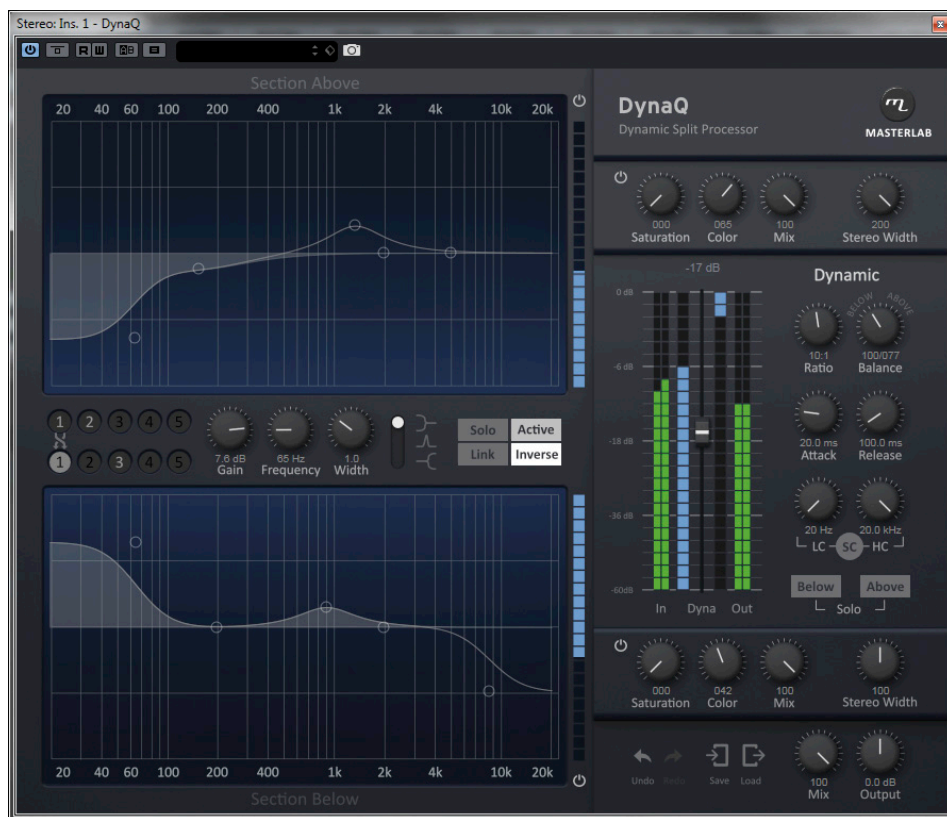 Stereo: Ins. 1 - DynaQ
R W AB
Section Above
20 40 60 100 200 400 1k 2k 4k 10k 20k
DynaQ
Dynamic Split Processor
MASTERLAB
000 065 100 200
Saturation Color Mix Stereo Width
-17 dB
Dynamic
0 dB
BELOW ABOVE
10:1 100/077
Ratio Balance
-6 dB
1 2 3 4 5
7.6 dB 65 Hz 1.0
Gain Frequency Width
Solo Active
Link Inverse
1 2 3 4 5
-18 dB
20.0 ms 100.0 ms
Attack Release
-36 dB
20 Hz 20.0 kHz
LC SC HC
-60dB
Below Above
Solo
In Dyna Out
000 042 100 100
Saturation Color Mix Stereo Width
20 40 60 100 200 400 1k 2k 4k 10k 20k
Section Below
Undo Redo Save Load
100 0.0 dB
Mix Output